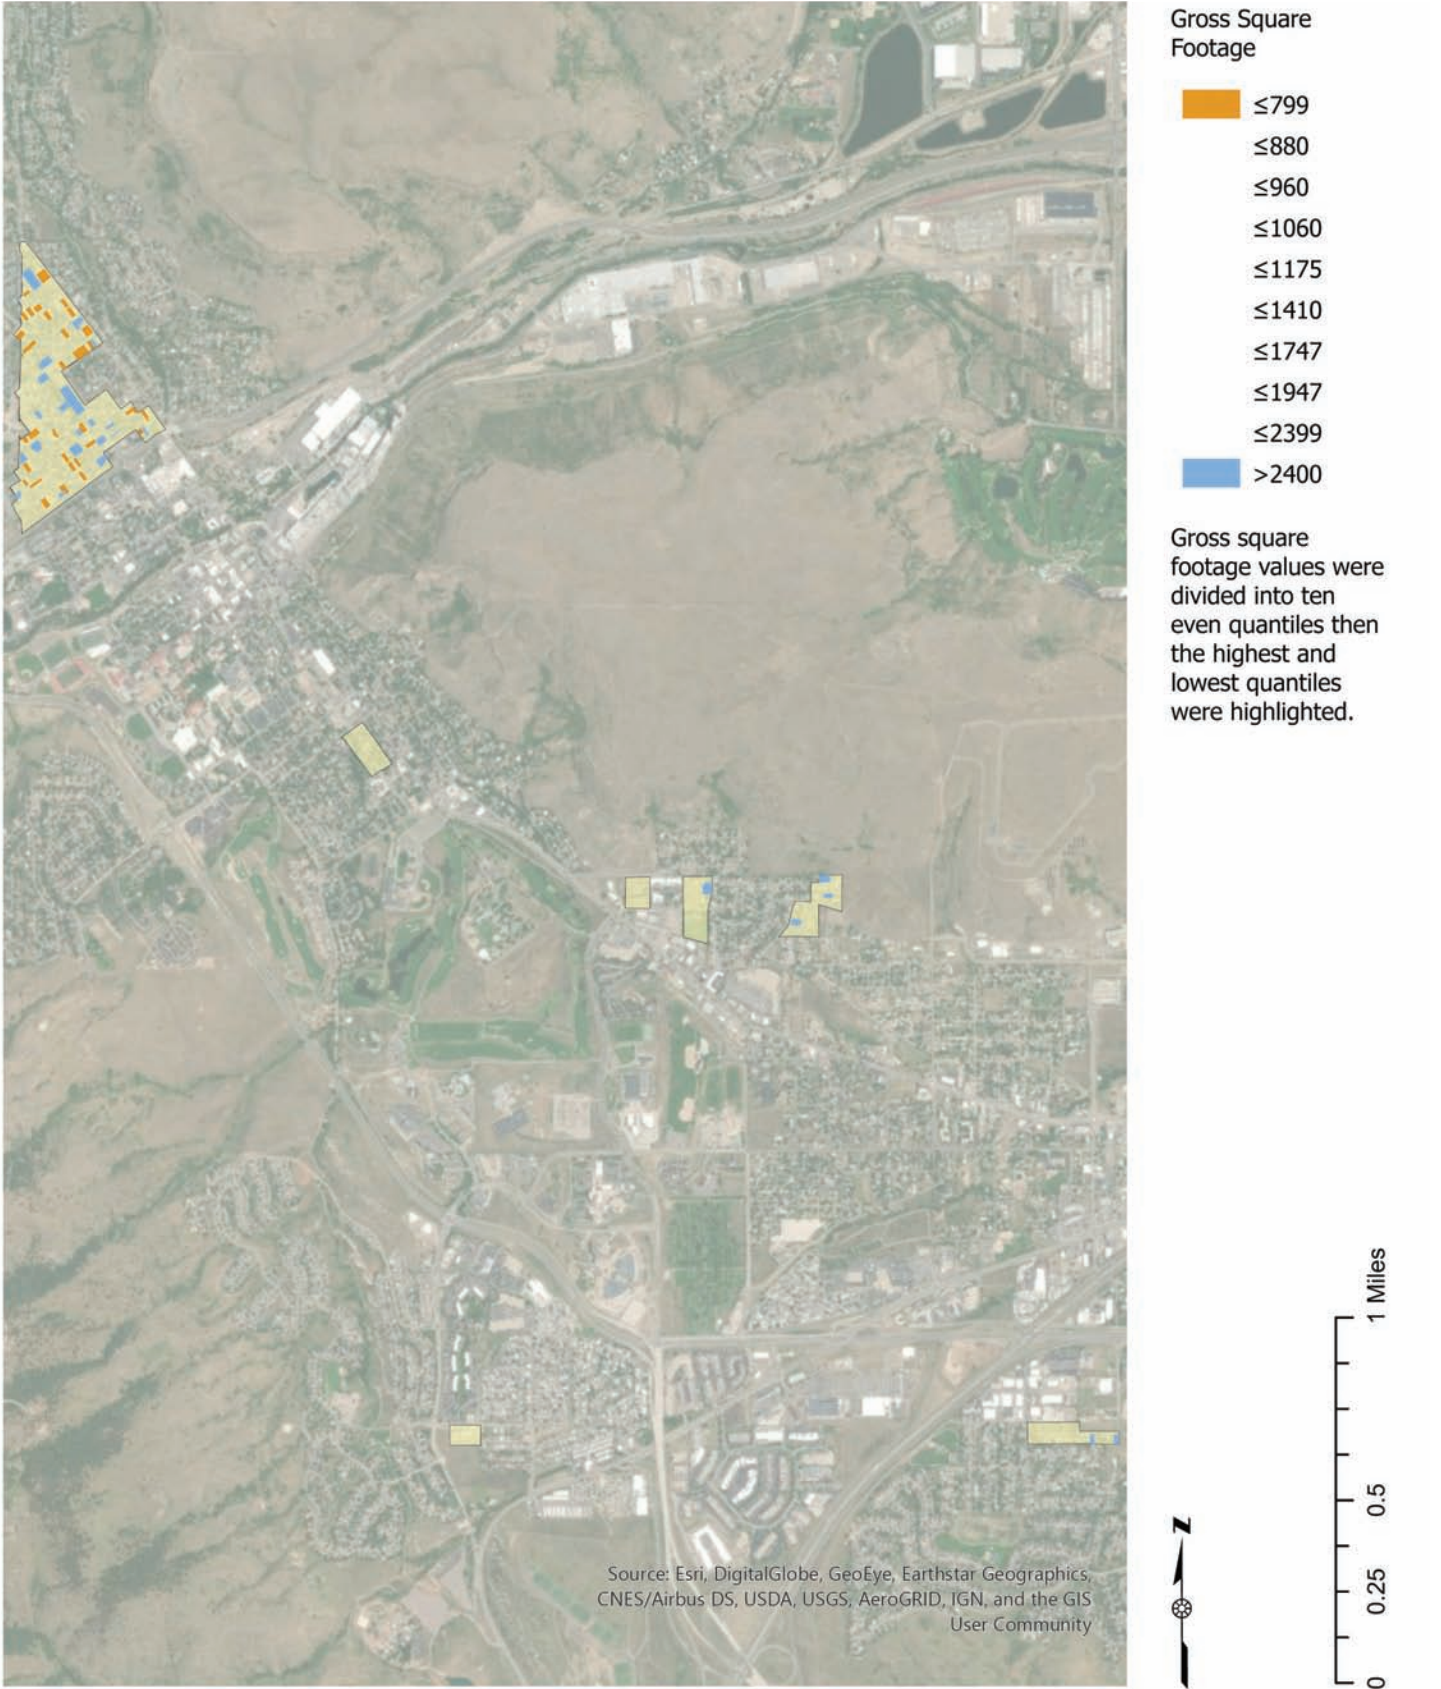 Gross Square
Footage
≤799
≤880
≤960
≤1060
≤1175
≤1410
≤1747
≤1947
≤2399
>2400
Gross square
footage values were
divided into ten
even quantiles then
the highest and
lowest quantiles
were highlighted.
Source: Esri, DigitalGlobe, GeoEye, Earthstar Geographics,
CNES/Airbus DS, USDA, USGS, AeroGRID, IGN, and the GIS
User Community
N
0 0.25 0.5 1 Miles